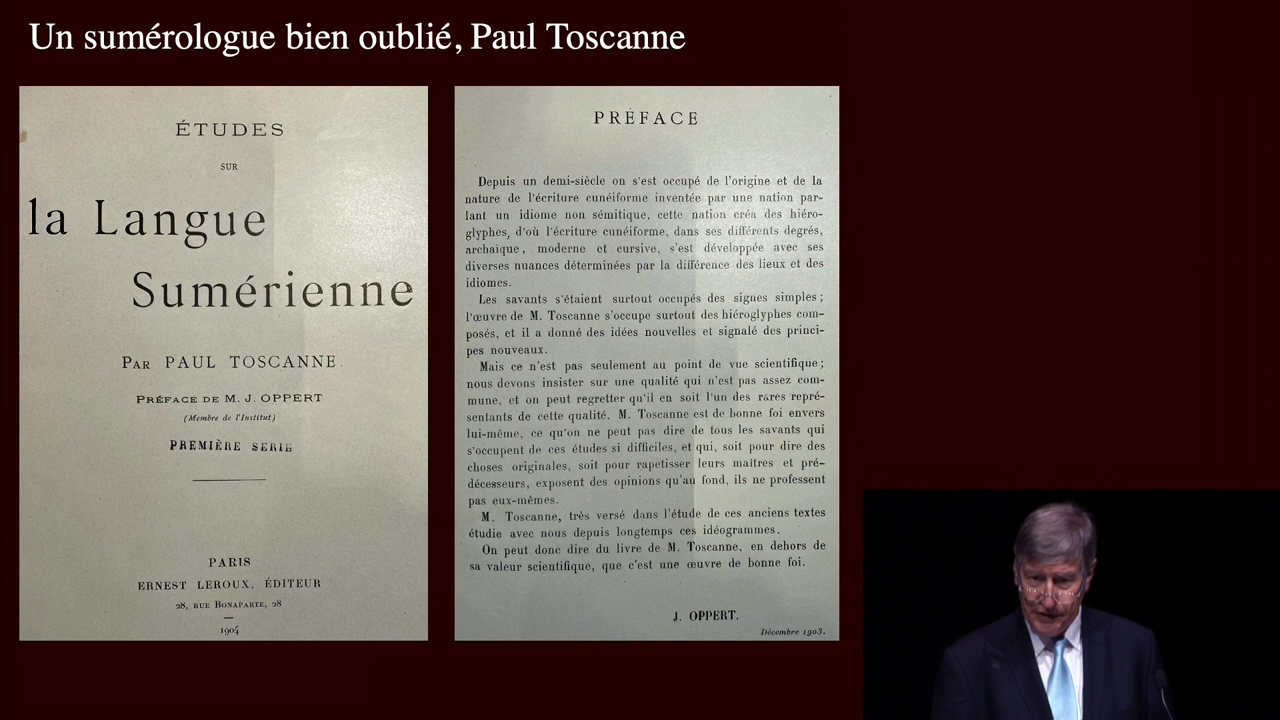 Un sumérologue bien oublié, Paul Toscanne
ÉTUDES
SUR
la Langue
Sumérienne
PAR PAUL TOSCANNE.
PRÉFACE DE M. J. OPPERT
(Membre de l'Institut)
PREMIÈRE SERIE
PARIS
ERNEST LEROUX, ÉDITEUR
28, RUE BONAPARTE, 28
1904
PRÉFACE
Depuis un demi-siècle on s'est occupé de l'origine et de la
nature de l'écriture cunéiforme inventée par une nation par-
lant un idiome non sémitique, cette nation créa des hiéro-
glyphes, d'où l'écriture cunéiforme, dans ses différents degrés,
archaïque, moderne et cursive, s'est développée avec ses
diverses nuances déterminées par la différence des lieux et des
idiomes.
Les savants s'étaient surtout occupés des signes simples;
l'œuvre de M. Toscanne s'occupe surtout des hiéroglyphes com-
posés, et il a donné des idées nouvelles et signalé des princi-
pes nouveaux.
Mais ce n'est pas seulement au point de vue scientifique;
nous devons insister sur une qualité qui n'est pas assez com-
mune, et on peut regretter qu'il en soit l'un des rares repré-
sentants de cette qualité. M. Toscanne est de bonne foi envers
lui-même, ce qu'on ne peut pas dire de tous les savants qui
s'occupent de ces études si difficiles, et qui, soit pour dire des
choses originales, soit pour rapetisser leurs maîtres et pré-
décesseurs, exposent des opinions qu'au fond, ils ne professent
pas eux-mêmes.
M. Toscanne, très versé dans l'étude de ces anciens textes
étudie avec nous depuis longtemps ces idéogrammes.
On peut donc dire du livre de M. Toscanne, en dehors de
sa valeur scientifique, que c'est une œuvre de bonne foi.
J. OPPERT.
Décembre 1903.